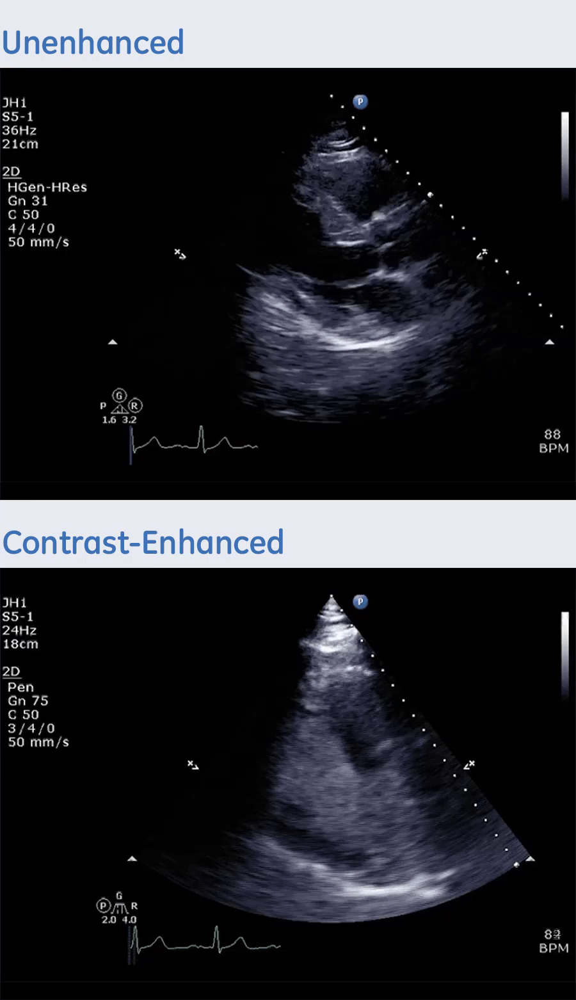 Unenhanced
JH1
S5-1
36Hz
21cm
2D
HGen-HRes
Gn 31
C 50
4/4/0
50 mm/s
P
G
P R
1.6 3.2
88
BPM
Contrast-Enhanced
JH1
S5-1
24Hz
18cm
2D
Pen
Gn 75
C 50
3/4/0
50 mm/s
P
G
P R
2.0 4.0
BPM